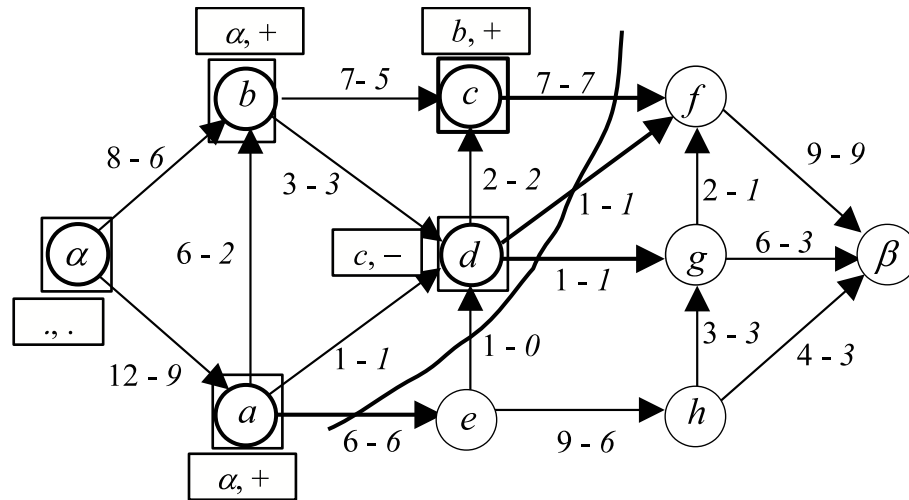 α, +
b, +
b
7- 5
c
7 - 7
f
8 - 6
3 - 3
2 - 2
1 - 1
2 - 1
9 - 9
α
6 - 2
c, –
d
1 - 1
g
6 - 3
β
., .
12 - 9
1 - 1
1 - 0
3 - 3
4 - 3
a
6 - 6
e
9 - 6
h
α, +